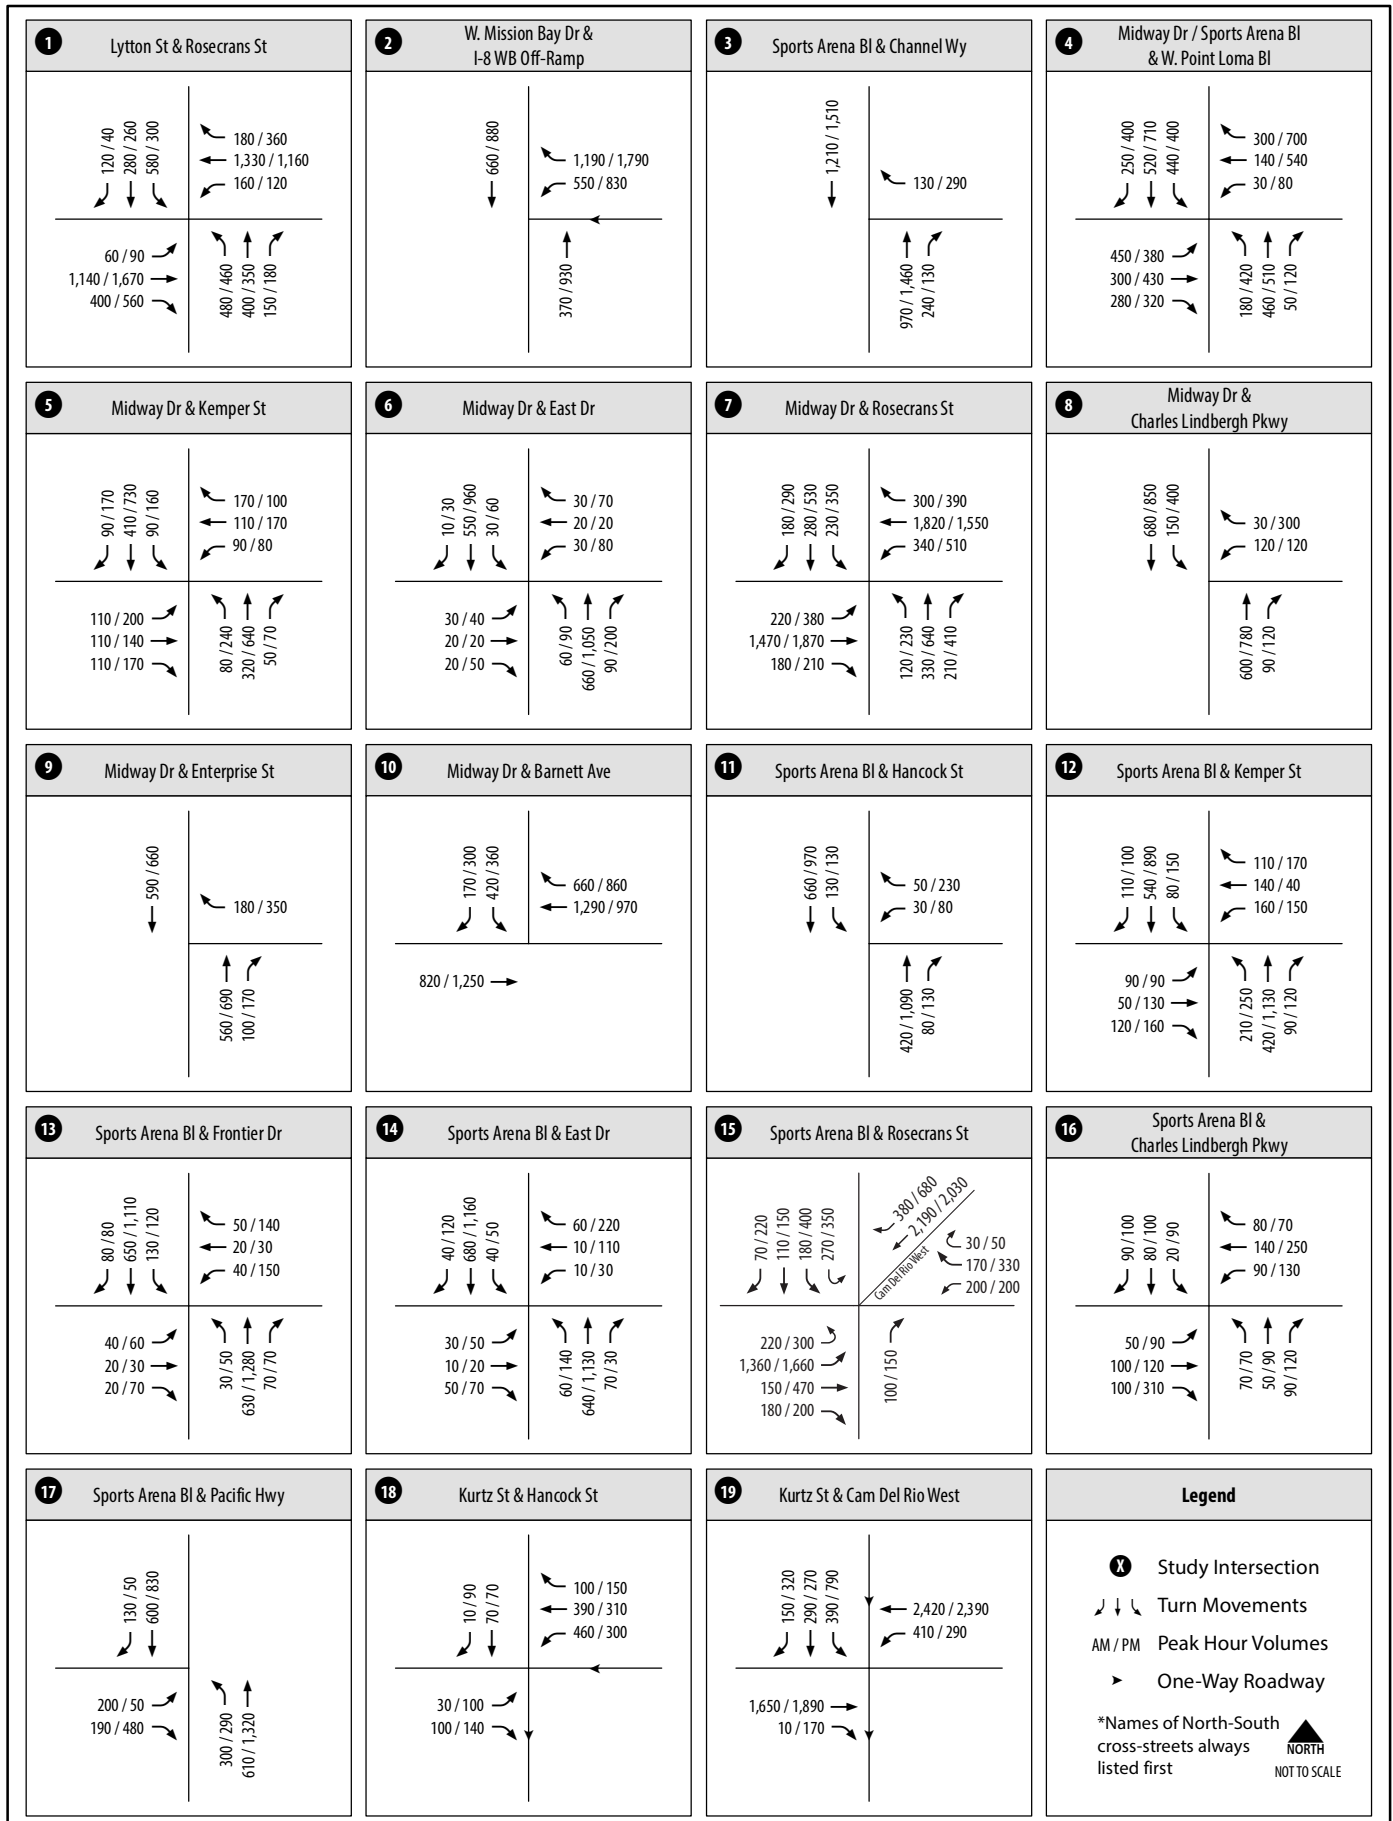 1
Lytton St & Rosecrans St
120 / 40
280 / 260
580 / 300
180 / 360
1,330 / 1,160
160 / 120
60 / 90
1,140 / 1,670
400 / 560
480 / 460
400 / 350
150 / 180
2
W. Mission Bay Dr &
I-8 WB Off-Ramp
660 / 880
1,190 / 1,790
550 / 830
370 / 930
3
Sports Arena Bl & Channel Wy
1,210 / 1,510
130 / 290
970 / 1,460
240 / 130
4
Midway Dr / Sports Arena Bl
& W. Point Loma Bl
250 / 400
520 / 710
440 / 400
300 / 700
140 / 540
30 / 80
450 / 380
300 / 430
280 / 320
180 / 420
460 / 510
50 / 120
5
Midway Dr & Kemper St
90 / 170
410 / 730
90 / 160
170 / 100
110 / 170
90 / 80
110 / 200
110 / 140
110 / 170
80 / 240
320 / 640
50 / 70
6
Midway Dr & East Dr
10 / 30
550 / 960
30 / 60
30 / 70
20 / 20
30 / 80
30 / 40
20 / 20
20 / 50
60 / 90
660 / 1,050
90 / 200
7
Midway Dr & Rosecrans St
180 / 290
280 / 530
230 / 350
300 / 390
1,820 / 1,550
340 / 510
220 / 380
1,470 / 1,870
180 / 210
120 / 230
330 / 640
210 / 410
8
Midway Dr &
Charles Lindbergh Pkwy
680 / 850
150 / 400
30 / 300
120 / 120
600 / 780
90 / 120
9
Midway Dr & Enterprise St
590 / 660
180 / 350
560 / 690
100 / 170
10
Midway Dr & Barnett Ave
170 / 300
420 / 360
660 / 860
1,290 / 970
820 / 1,250
11
Sports Arena Bl & Hancock St
660 / 970
130 / 130
50 / 230
30 / 80
420 / 1,090
80 / 130
12
Sports Arena Bl & Kemper St
110 / 100
540 / 890
80 / 150
110 / 170
140 / 40
160 / 150
90 / 90
50 / 130
120 / 160
210 / 250
420 / 1,130
90 / 120
13
Sports Arena Bl & Frontier Dr
80 / 80
650 / 1,110
130 / 120
50 / 140
20 / 30
40 / 150
40 / 60
20 / 30
20 / 70
30 / 50
630 / 1,280
70 / 70
14
Sports Arena Bl & East Dr
40 / 120
680 / 1,160
40 / 50
60 / 220
10 / 110
10 / 30
30 / 50
10 / 20
50 / 70
60 / 140
640 / 1,130
70 / 30
15
Sports Arena Bl & Rosecrans St
70 / 220
110 / 150
180 / 400
270 / 350
380 / 680
2,190 / 2,030
Cam Del Rio West
30 / 50
170 / 330
200 / 200
220 / 300
1,360 / 1,660
150 / 470
180 / 200
100 / 150
16
Sports Arena Bl &
Charles Lindbergh Pkwy
90 / 100
80 / 100
20 / 90
80 / 70
140 / 250
90 / 130
50 / 90
100 / 120
100 / 310
70 / 70
50 / 90
90 / 120
17
Sports Arena Bl & Pacific Hwy
130 / 50
600 / 830
200 / 50
190 / 480
300 / 290
610 / 1,320
18
Kurtz St & Hancock St
10 / 90
70 / 70
100 / 150
390 / 310
460 / 300
30 / 100
100 / 140
19
Kurtz St & Cam Del Rio West
150 / 320
290 / 270
390 / 790
2,420 / 2,390
410 / 290
1,650 / 1,890
10 / 170
Legend
X Study Intersection
Turn Movements
AM / PM Peak Hour Volumes
One-Way Roadway
*Names of North-South
cross-streets always
listed first
NORTH
NOT TO SCALE